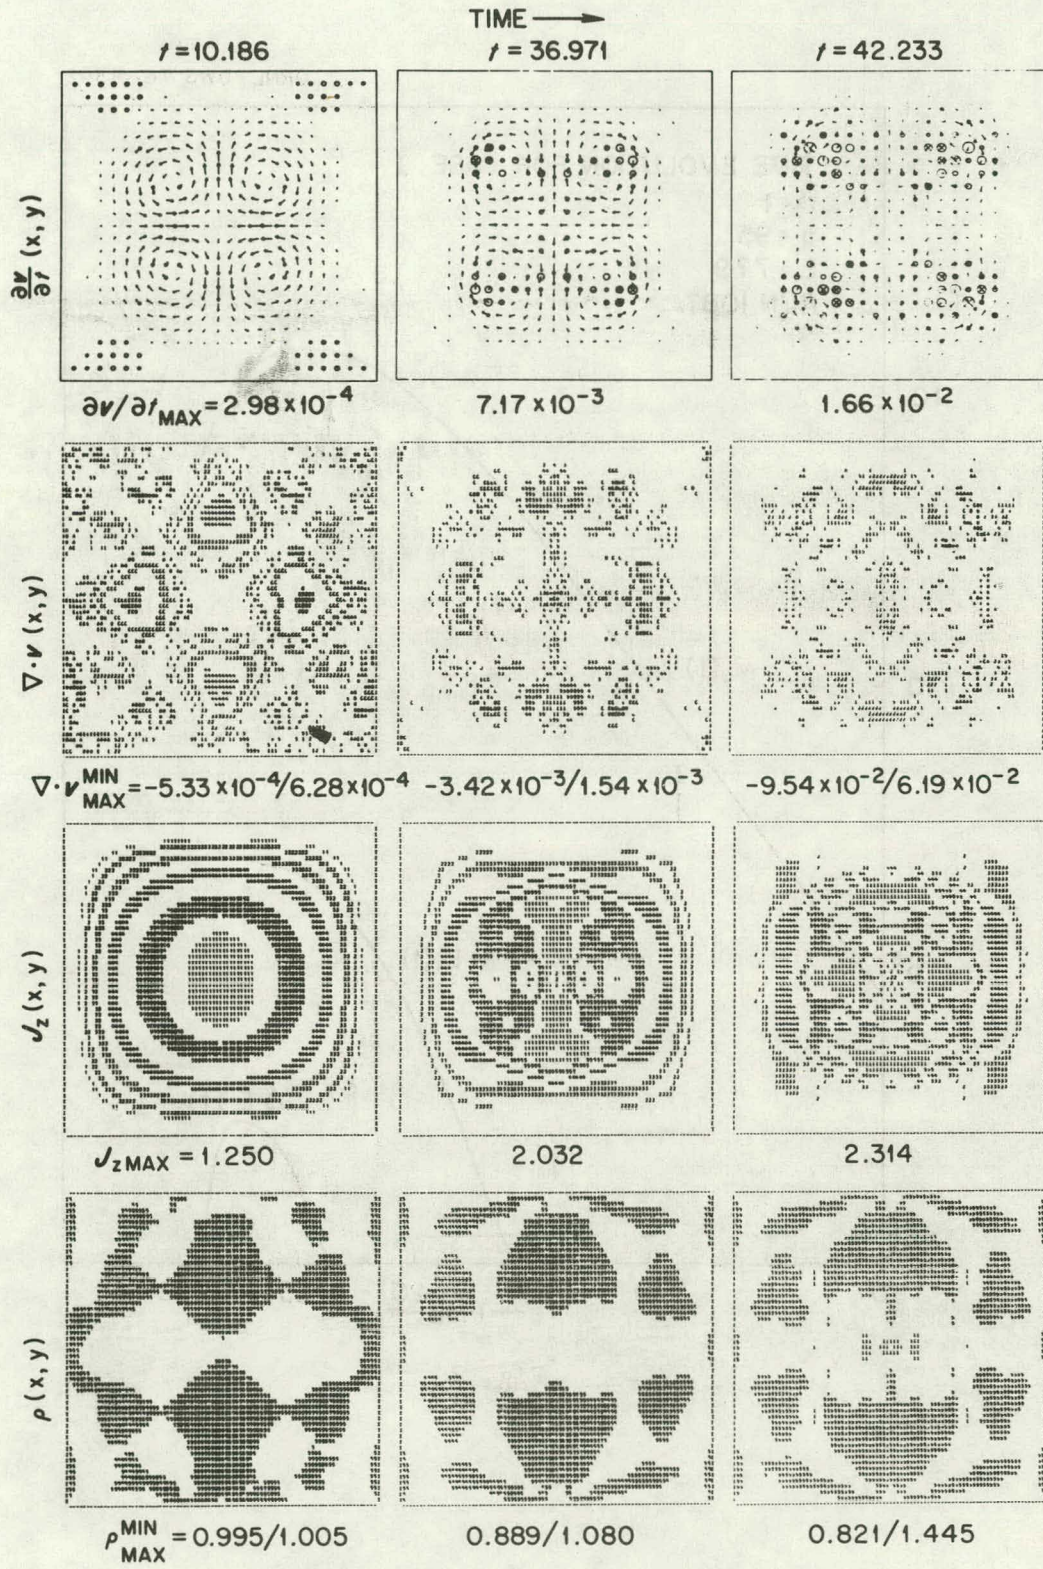 TIME →
t = 10.186
t = 36.971
t = 42.233
∂v/∂t (x, y)
∂v/∂t MAX = 2.98 x 10⁻⁴
7.17 x 10⁻³
1.66 x 10⁻²
∇·v (x, y)
∇·v MIN MAX = -5.33 x 10⁻⁴/6.28 x 10⁻⁴
-3.42 x 10⁻³/1.54 x 10⁻³
-9.54 x 10⁻²/6.19 x 10⁻²
Jz (x, y)
Jz MAX = 1.250
2.032
2.314
ρ (x, y)
ρ MIN MAX = 0.995/1.005
0.889/1.080
0.821/1.445